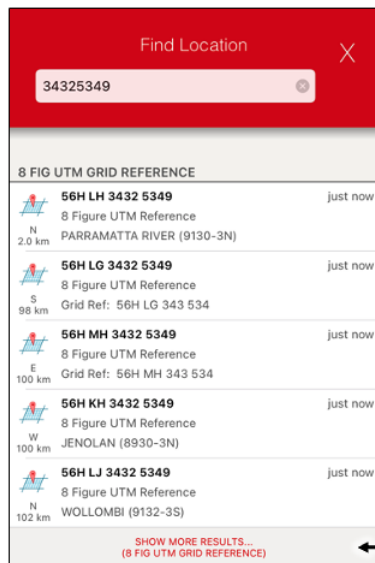 Find Location
X
34325349
8 FIG UTM GRID REFERENCE
56H LH 3432 5349 just now
8 Figure UTM Reference
N
2.0 km
PARRAMATTA RIVER (9130-3N)
56H LG 3432 5349 just now
8 Figure UTM Reference
S
98 km
Grid Ref: 56H LG 343 534
56H MH 3432 5349 just now
8 Figure UTM Reference
E
100 km
Grid Ref: 56H MH 343 534
56H KH 3432 5349 just now
8 Figure UTM Reference
W
100 km
JENOLAN (8930-3N)
56H LJ 3432 5349 just now
8 Figure UTM Reference
N
102 km
WOLLOMBI (9132-3S)
SHOW MORE RESULTS...
(8 FIG UTM GRID REFERENCE)